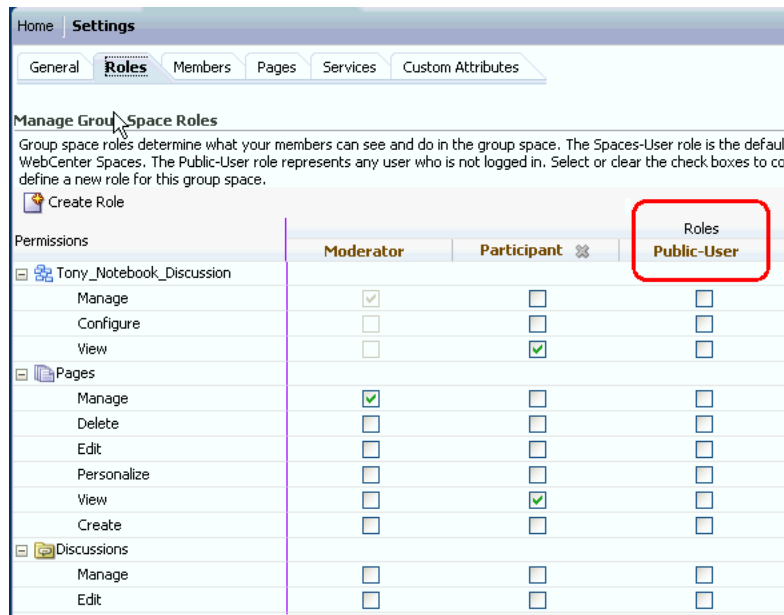 Home Settings
General Roles Members Pages Services Custom Attributes
Manage Group Space Roles
Group space roles determine what your members can see and do in the group space. The Spaces-User role is the defaul
WebCenter Spaces. The Public-User role represents any user who is not logged in. Select or clear the check boxes to co
define a new role for this group space.
Create Role
Roles
Permissions
Moderator Participant Public-User
Tony_Notebook_Discussion
Manage
Configure
View
Pages
Manage
Delete
Edit
Personalize
View
Create
Discussions
Manage
Edit